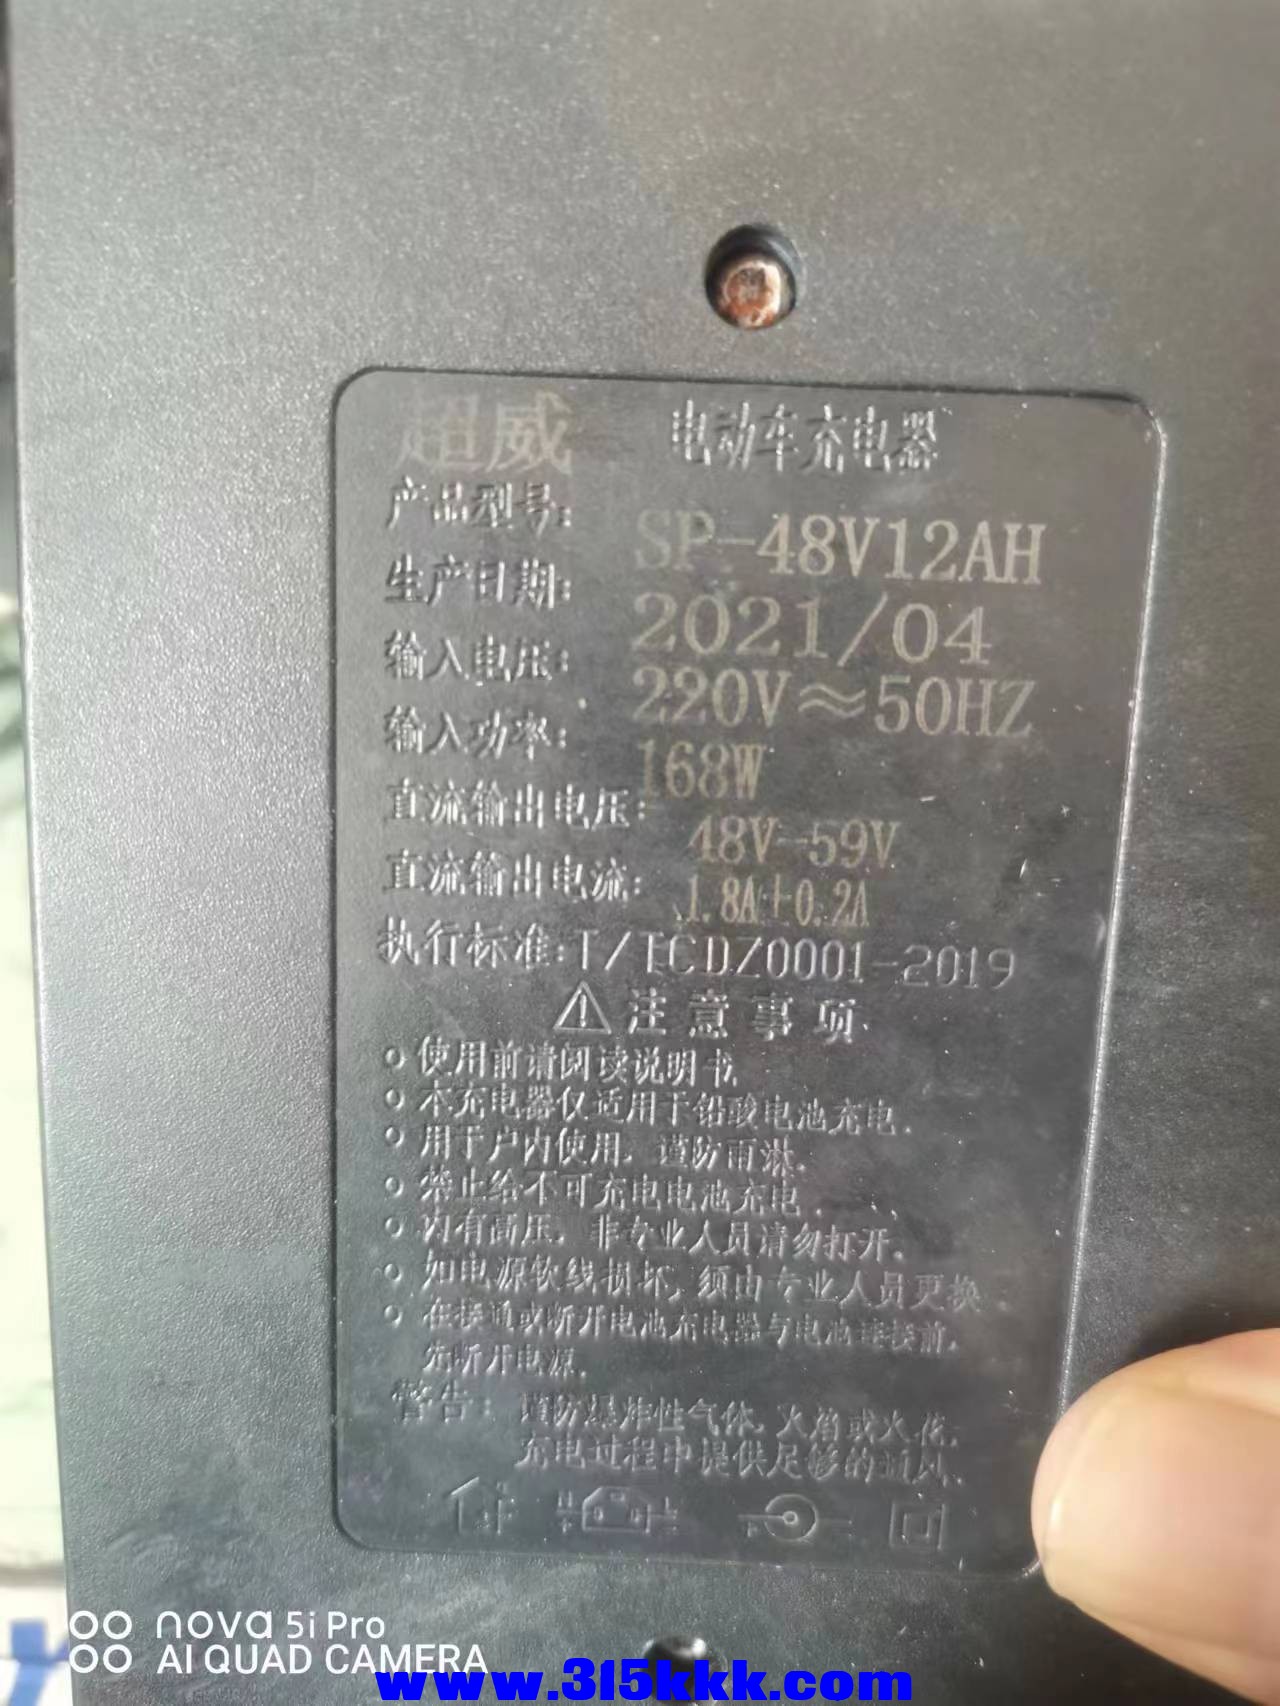 超威 电动车充电器
产品型号: SP-48V12AH
生产日期: 2021/04
输入电压: 220V≈50HZ
输入功率: 168W
直流输出电压: 48V-59V
直流输出电流: 1.8A±0.2A
执行标准:T/ECDZ0001-2019
⚠注意事项
使用前请阅读说明书.
本充电器仅适用于铅酸电池充电.
用于户内使用.谨防雨淋.
禁止给不可充电电池充电.
内有高压.非专业人员请勿打开.
如电源软线损坏.须由专业人员更换.
在接通或断开电池充电器与电池连接前.
先断开电源.
警告: 谨防爆炸性气体.火焰或火花.
充电过程中提供足够的通风.
nova 5i Pro
AI QUAD CAMERA
www.315kkk.com